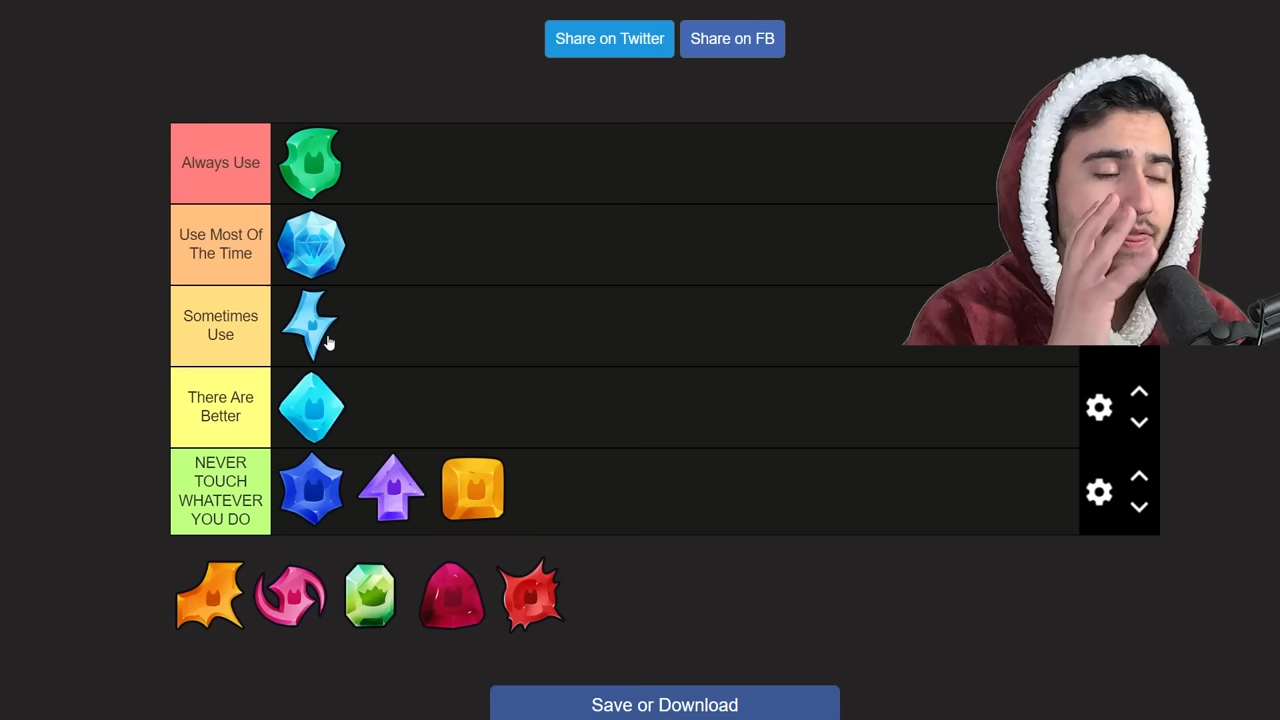 Share on Twitter
Share on FB
Always Use
Use Most Of
The Time
Sometimes
Use
There Are
Better
NEVER
TOUCH
WHATEVER
YOU DO
Save or Download